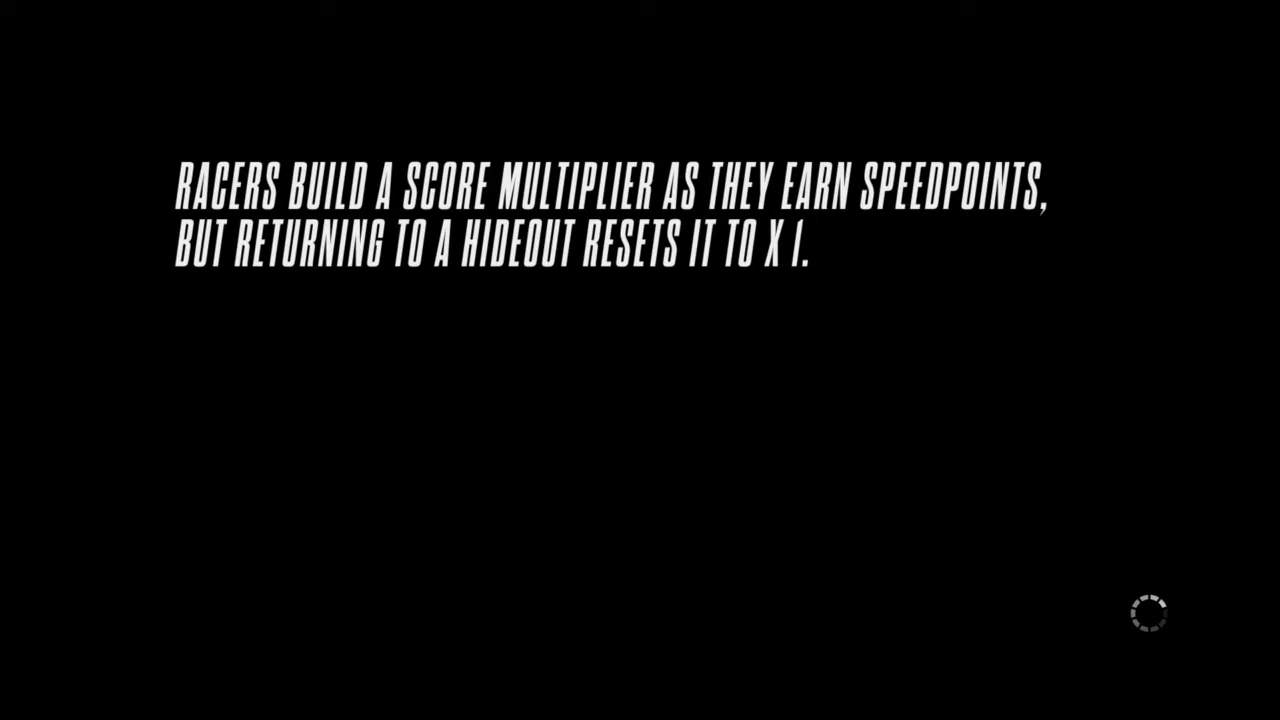 RACERS BUILD A SCORE MULTIPLIER AS THEY EARN SPEEDPOINTS,
BUT RETURNING TO A HIDEOUT RESETS IT TO X 1.